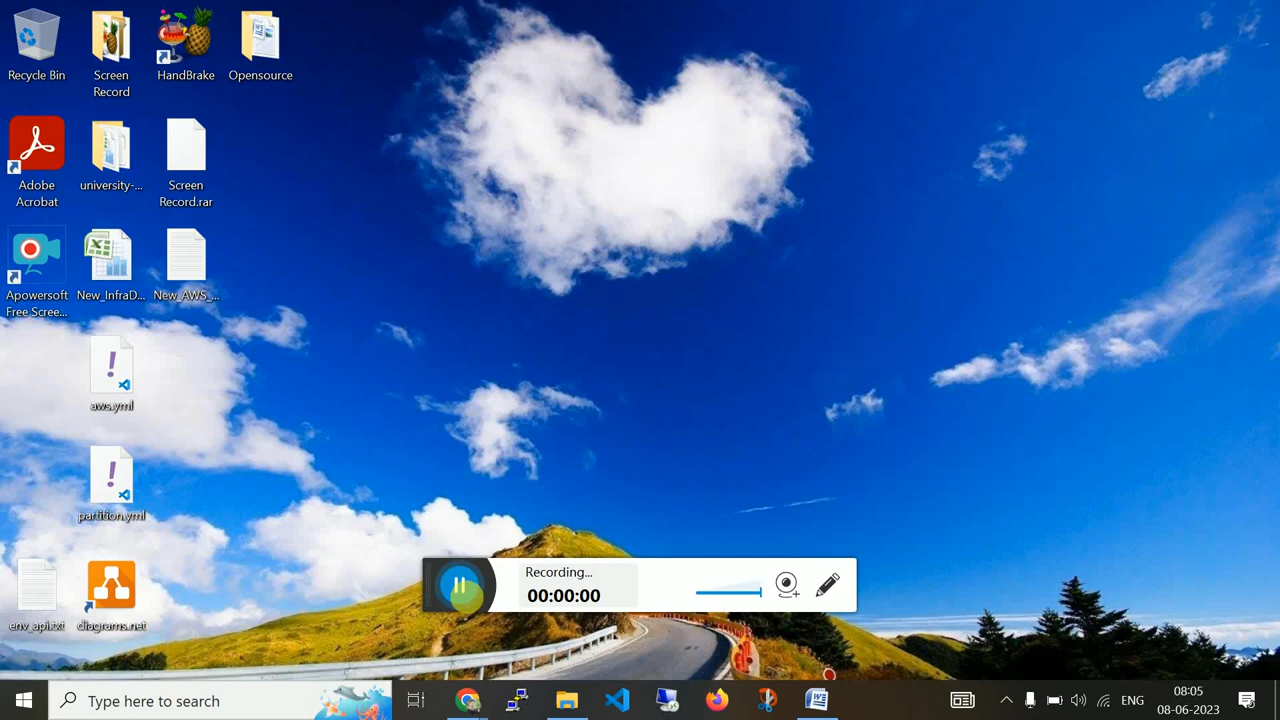 Recycle Bin
Screen
Record
HandBrake
Opensource
Adobe
Acrobat
university-...
Screen
Record.rar
Apowersoft
Free Scree...
New_InfraD...
New_AWS_...
aws.yml
partition.yml
env_api.txt
diagrams.net
Recording...
00:00:00
Type here to search
ENG
08:05
08-06-2023